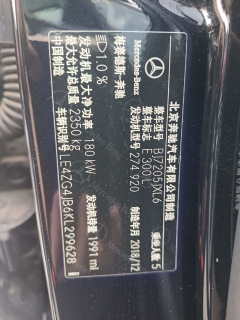 北京奔驰汽车有限公司制造
梅赛德斯-奔驰
Mercedes-Benz
整车型号 BJ7205JXL6
乘坐人数 5
整车标志 E 300 L
制造年月 2018/12
1.0 %
发动机型号 274 920
发动机最大净功率 180 kW
发动机排量 1991 ml
最大允许总质量 2350 kg
车辆识别号 LE4ZG4JB6KL299628
中国制造